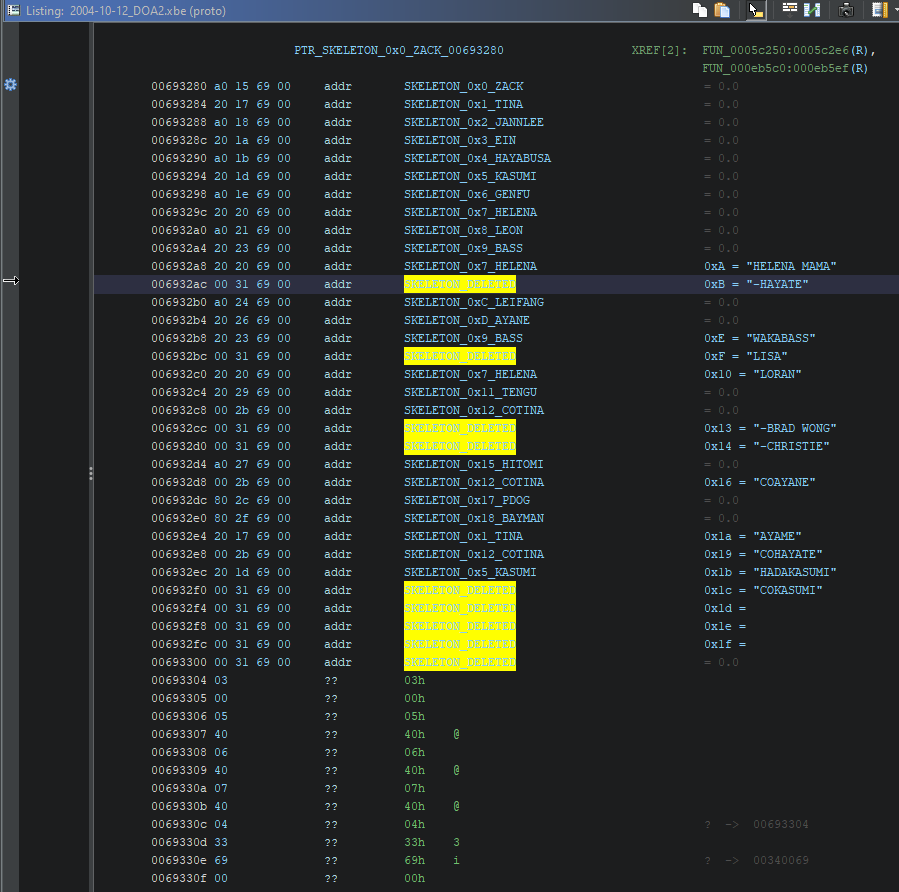 Listing: 2004-10-12_DOA2.xbe (proto)
PTR_SKELETON_0x0_ZACK_00693280 XREF[2]: FUN_0005c250:0005c2e6(R),
FUN_000eb5c0:000eb5ef(R)
00693280 a0 15 69 00 addr SKELETON_0x0_ZACK = 0.0
00693284 20 17 69 00 addr SKELETON_0x1_TINA = 0.0
00693288 a0 18 69 00 addr SKELETON_0x2_JANNLEE = 0.0
0069328c 20 1a 69 00 addr SKELETON_0x3_EIN = 0.0
00693290 a0 1b 69 00 addr SKELETON_0x4_HAYABUSA = 0.0
00693294 20 1d 69 00 addr SKELETON_0x5_KASUMI = 0.0
00693298 a0 1e 69 00 addr SKELETON_0x6_GENFU = 0.0
0069329c 20 20 69 00 addr SKELETON_0x7_HELENA = 0.0
006932a0 a0 21 69 00 addr SKELETON_0x8_LEON = 0.0
006932a4 20 23 69 00 addr SKELETON_0x9_BASS = 0.0
006932a8 20 20 69 00 addr SKELETON_0x7_HELENA 0xA = "HELENA MAMA"
006932ac 00 31 69 00 addr SKELETON_DELETED 0xB = "-HAYATE"
006932b0 a0 24 69 00 addr SKELETON_0xC_LEIFANG = 0.0
006932b4 20 26 69 00 addr SKELETON_0xD_AYANE = 0.0
006932b8 20 23 69 00 addr SKELETON_0x9_BASS 0xE = "WAKABASS"
006932bc 00 31 69 00 addr SKELETON_DELETED 0xF = "LISA"
006932c0 20 20 69 00 addr SKELETON_0x7_HELENA 0x10 = "LORAN"
006932c4 20 29 69 00 addr SKELETON_0x11_TENGU = 0.0
006932c8 00 2b 69 00 addr SKELETON_0x12_COTINA = 0.0
006932cc 00 31 69 00 addr SKELETON_DELETED 0x13 = "-BRAD WONG"
006932d0 00 31 69 00 addr SKELETON_DELETED 0x14 = "-CHRISTIE"
006932d4 a0 27 69 00 addr SKELETON_0x15_HITOMI = 0.0
006932d8 00 2b 69 00 addr SKELETON_0x12_COTINA 0x16 = "COAYANE"
006932dc 80 2c 69 00 addr SKELETON_0x17_PDOG = 0.0
006932e0 80 2f 69 00 addr SKELETON_0x18_BAYMAN = 0.0
006932e4 20 17 69 00 addr SKELETON_0x1_TINA 0x1a = "AYAME"
006932e8 00 2b 69 00 addr SKELETON_0x12_COTINA 0x19 = "COHAYATE"
006932ec 20 1d 69 00 addr SKELETON_0x5_KASUMI 0x1b = "HADAKASUMI"
006932f0 00 31 69 00 addr SKELETON_DELETED 0x1c = "COKASUMI"
006932f4 00 31 69 00 addr SKELETON_DELETED 0x1d =
006932f8 00 31 69 00 addr SKELETON_DELETED 0x1e =
006932fc 00 31 69 00 addr SKELETON_DELETED 0x1f =
00693300 00 31 69 00 addr SKELETON_DELETED = 0.0
00693304 03 ?? 03h
00693305 00 ?? 00h
00693306 05 ?? 05h
00693307 40 ?? 40h @
00693308 06 ?? 06h
00693309 40 ?? 40h @
0069330a 07 ?? 07h
0069330b 40 ?? 40h @
0069330c 04 ?? 04h ? -> 00693304
0069330d 33 ?? 33h 3
0069330e 69 ?? 69h i ? -> 00340069
0069330f 00 ?? 00h